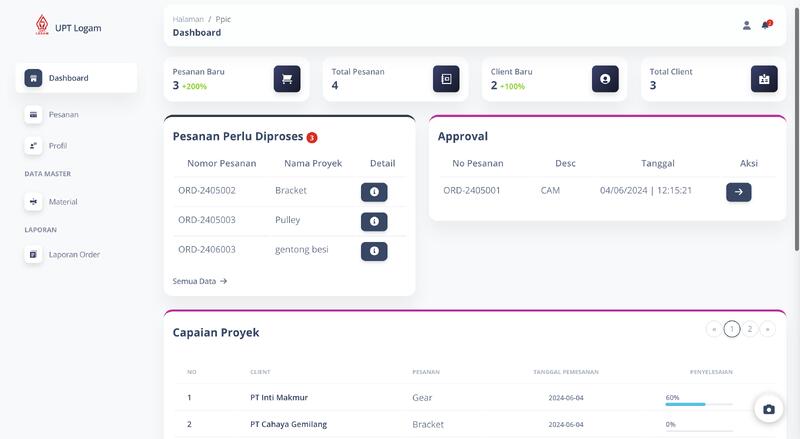 LOGAM
UPT Logam
Dashboard
Pesanan
Profil
DATA MASTER
Material
LAPORAN
Laporan Order
Halaman / Ppic
Dashboard
2
Pesanan Baru
3 +200%
Total Pesanan
4
Client Baru
2 +100%
Total Client
3
Pesanan Perlu Diproses 3
Nomor Pesanan Nama Proyek Detail
ORD-2405002 Bracket
ORD-2405003 Pulley
ORD-2406003 gentong besi
Semua Data →
Approval
No Pesanan Desc Tanggal Aksi
ORD-2405001 CAM 04/06/2024 | 12:15:21 →
Capaian Proyek
« 1 2 »
NO CLIENT PESANAN TANGGAL PEMESANAN PENYELESAIAN
1 PT Inti Makmur Gear 2024-06-04 60%
2 PT Cahaya Gemilang Bracket 2024-06-04 0%